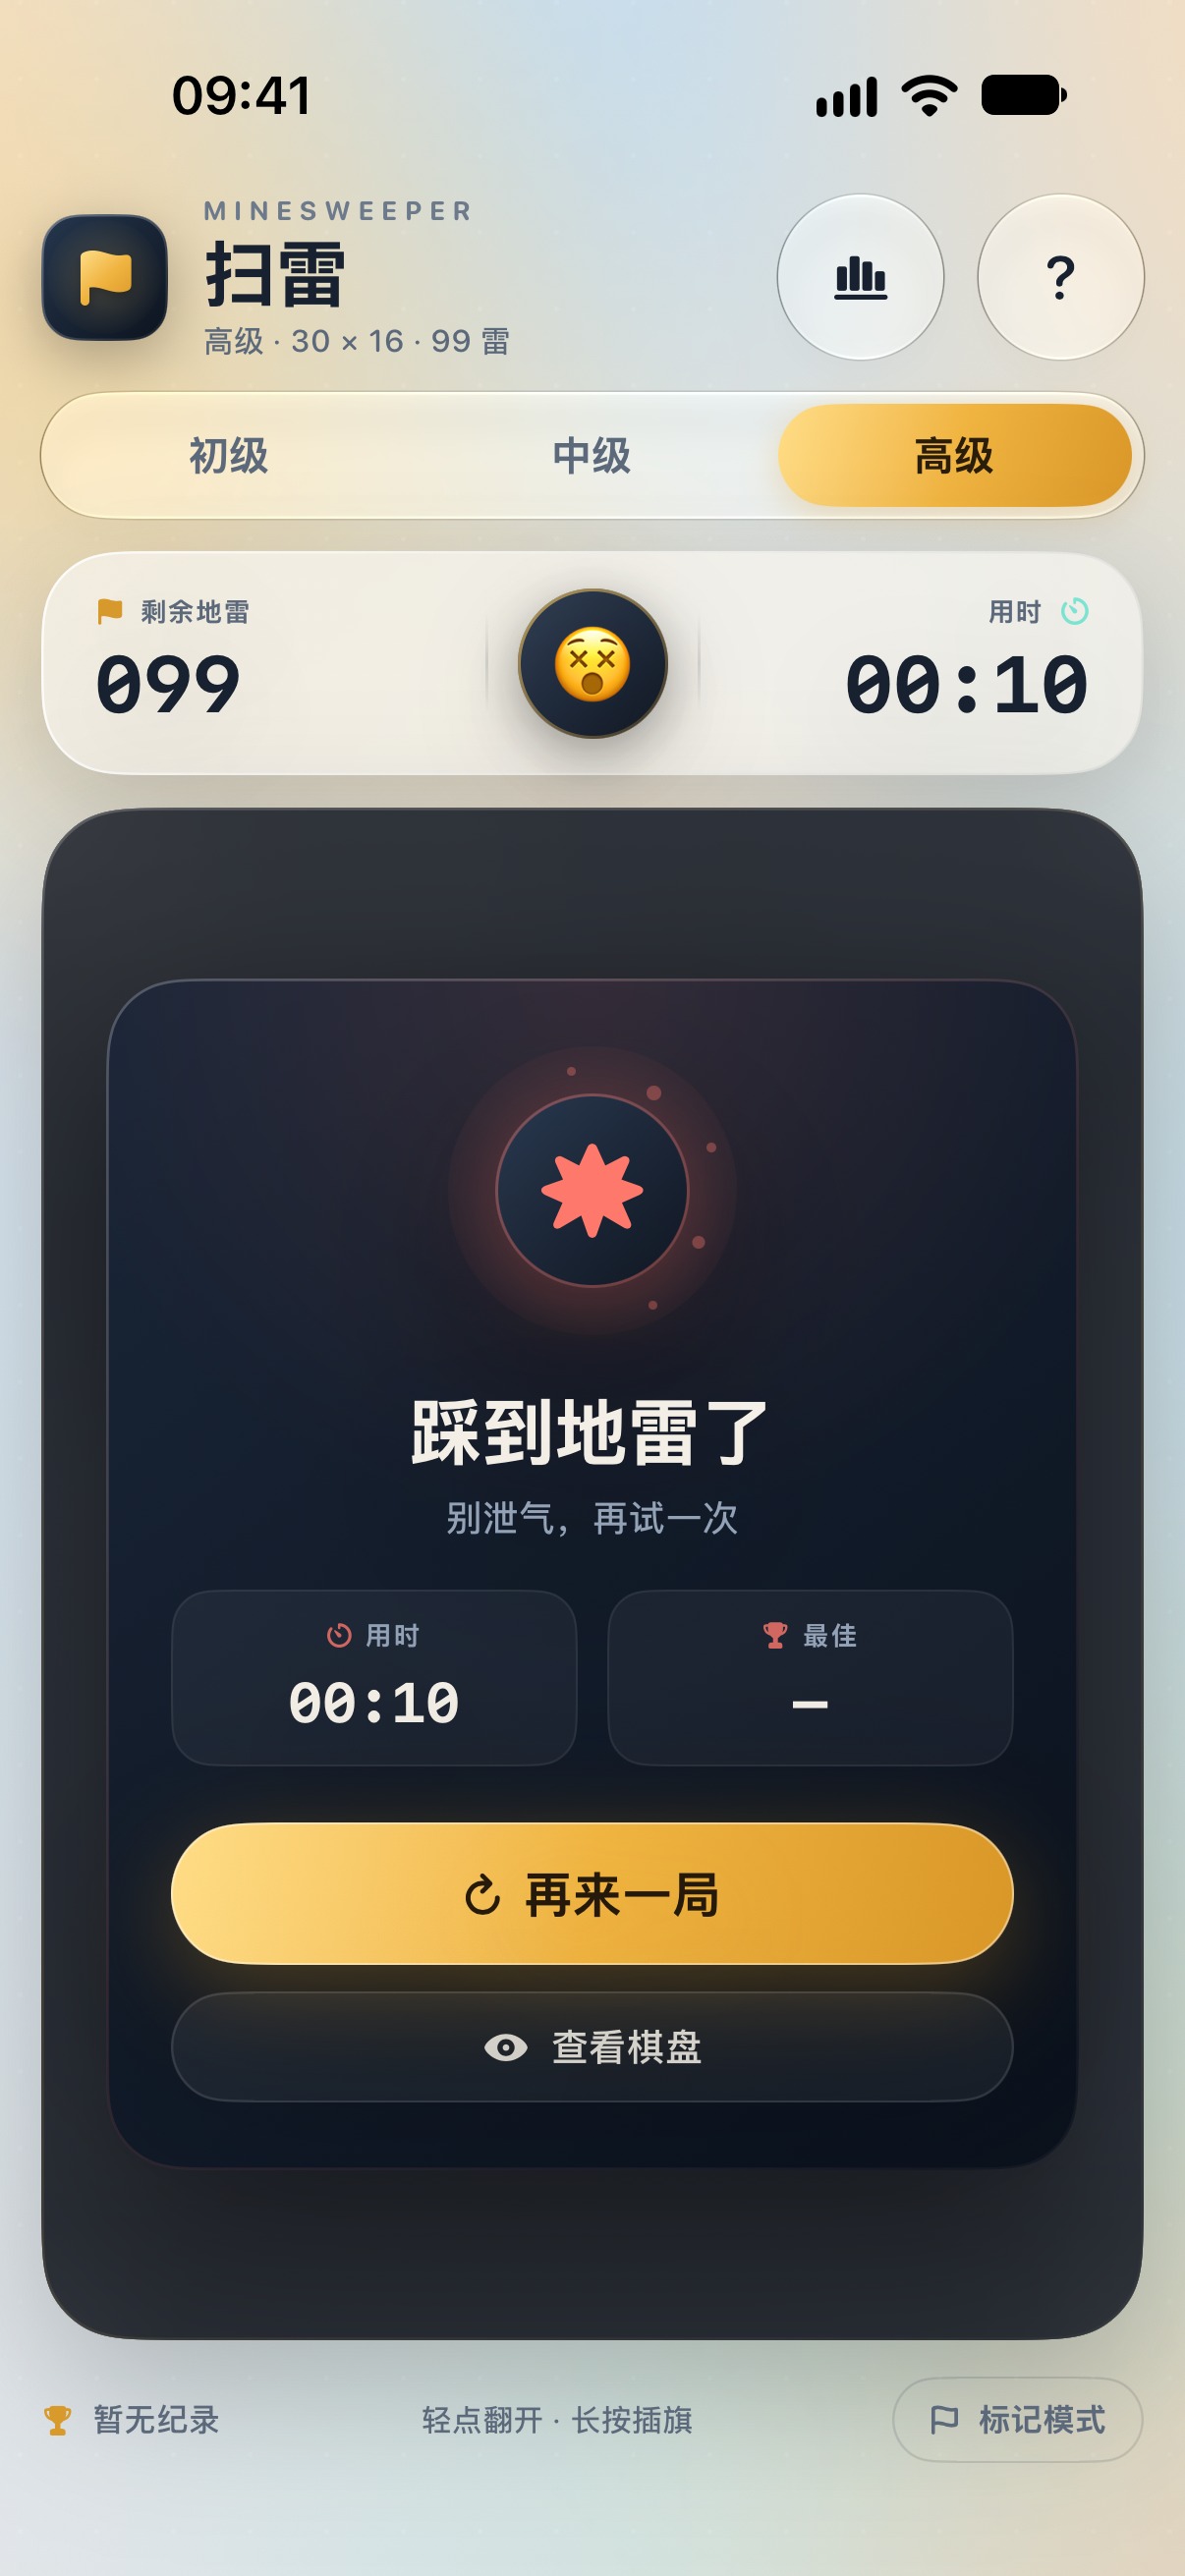 09:41
MINESWEEPER
扫雷
高级 · 30 × 16 · 99 雷
?
初级 中级 高级
剩余地雷 用时
099 00:10
踩到地雷了
别泄气，再试一次
用时 最佳
00:10 –
再来一局
查看棋盘
暂无纪录 轻点翻开 · 长按插旗 标记模式